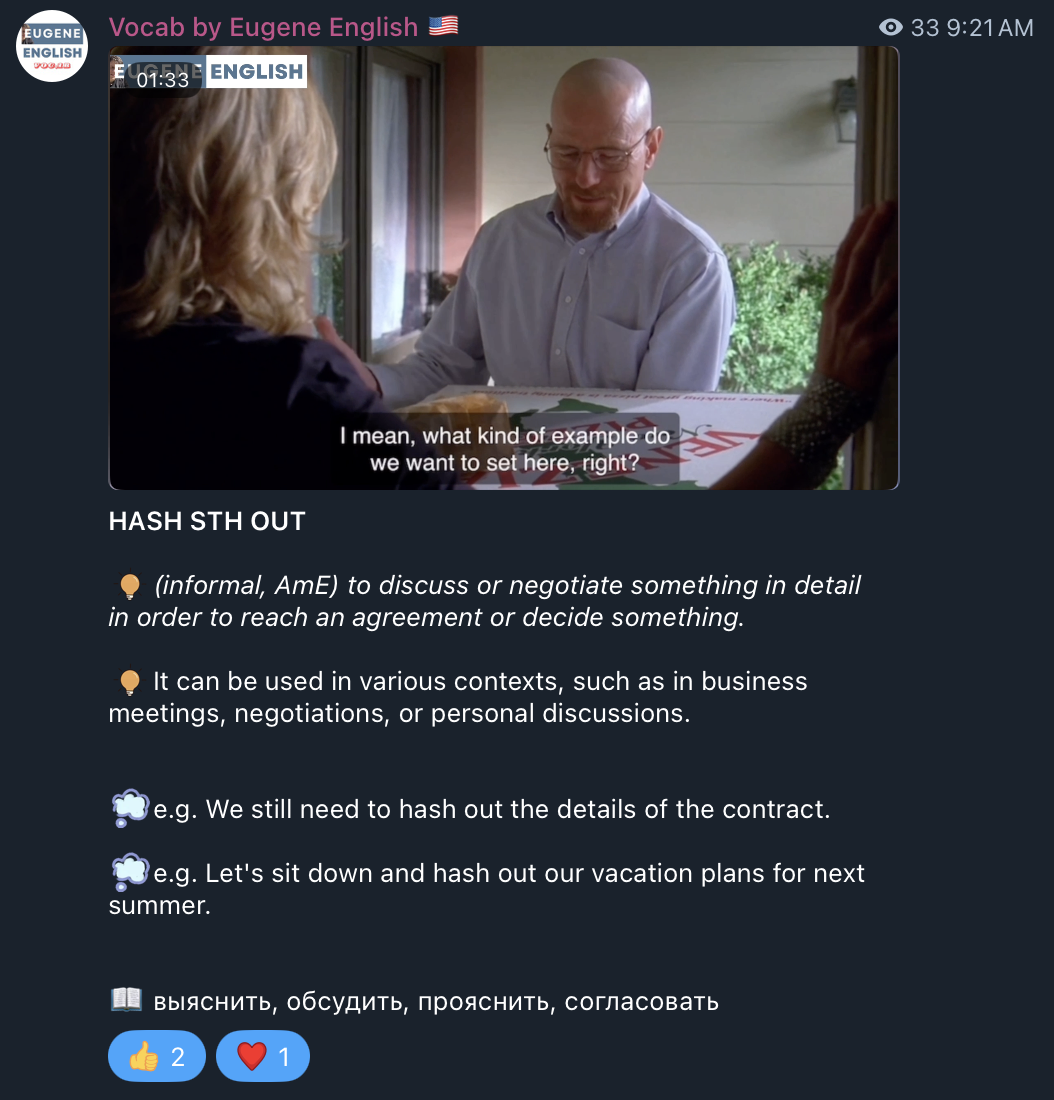 EUGENE
ENGLISH
VOCAB
Vocab by Eugene English 🇺🇸
33 9:21 AM
EUGENE ENGLISH
01:33
I mean, what kind of example do
we want to set here, right?
HASH STH OUT
💡 (informal, AmE) to discuss or negotiate something in detail
in order to reach an agreement or decide something.
💡 It can be used in various contexts, such as in business
meetings, negotiations, or personal discussions.
💭 e.g. We still need to hash out the details of the contract.
💭 e.g. Let's sit down and hash out our vacation plans for next
summer.
📖 выяснить, обсудить, прояснить, согласовать
👍 2 ❤️ 1